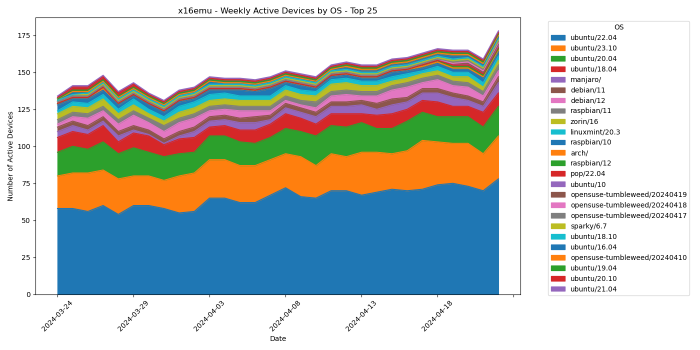 x16emu - Weekly Active Devices by OS - Top 25
Number of Active Devices
175
150
125
100
75
50
25
0
2024-03-24
2024-03-29
2024-04-03
2024-04-08
2024-04-13
2024-04-18
Date
OS
ubuntu/22.04
ubuntu/23.10
ubuntu/20.04
ubuntu/18.04
manjaro/
debian/11
debian/12
raspbian/11
zorin/16
linuxmint/20.3
raspbian/10
arch/
raspbian/12
pop/22.04
ubuntu/10
opensuse-tumbleweed/20240419
opensuse-tumbleweed/20240418
opensuse-tumbleweed/20240417
sparky/6.7
ubuntu/18.10
ubuntu/16.04
opensuse-tumbleweed/20240410
ubuntu/19.04
ubuntu/20.10
ubuntu/21.04